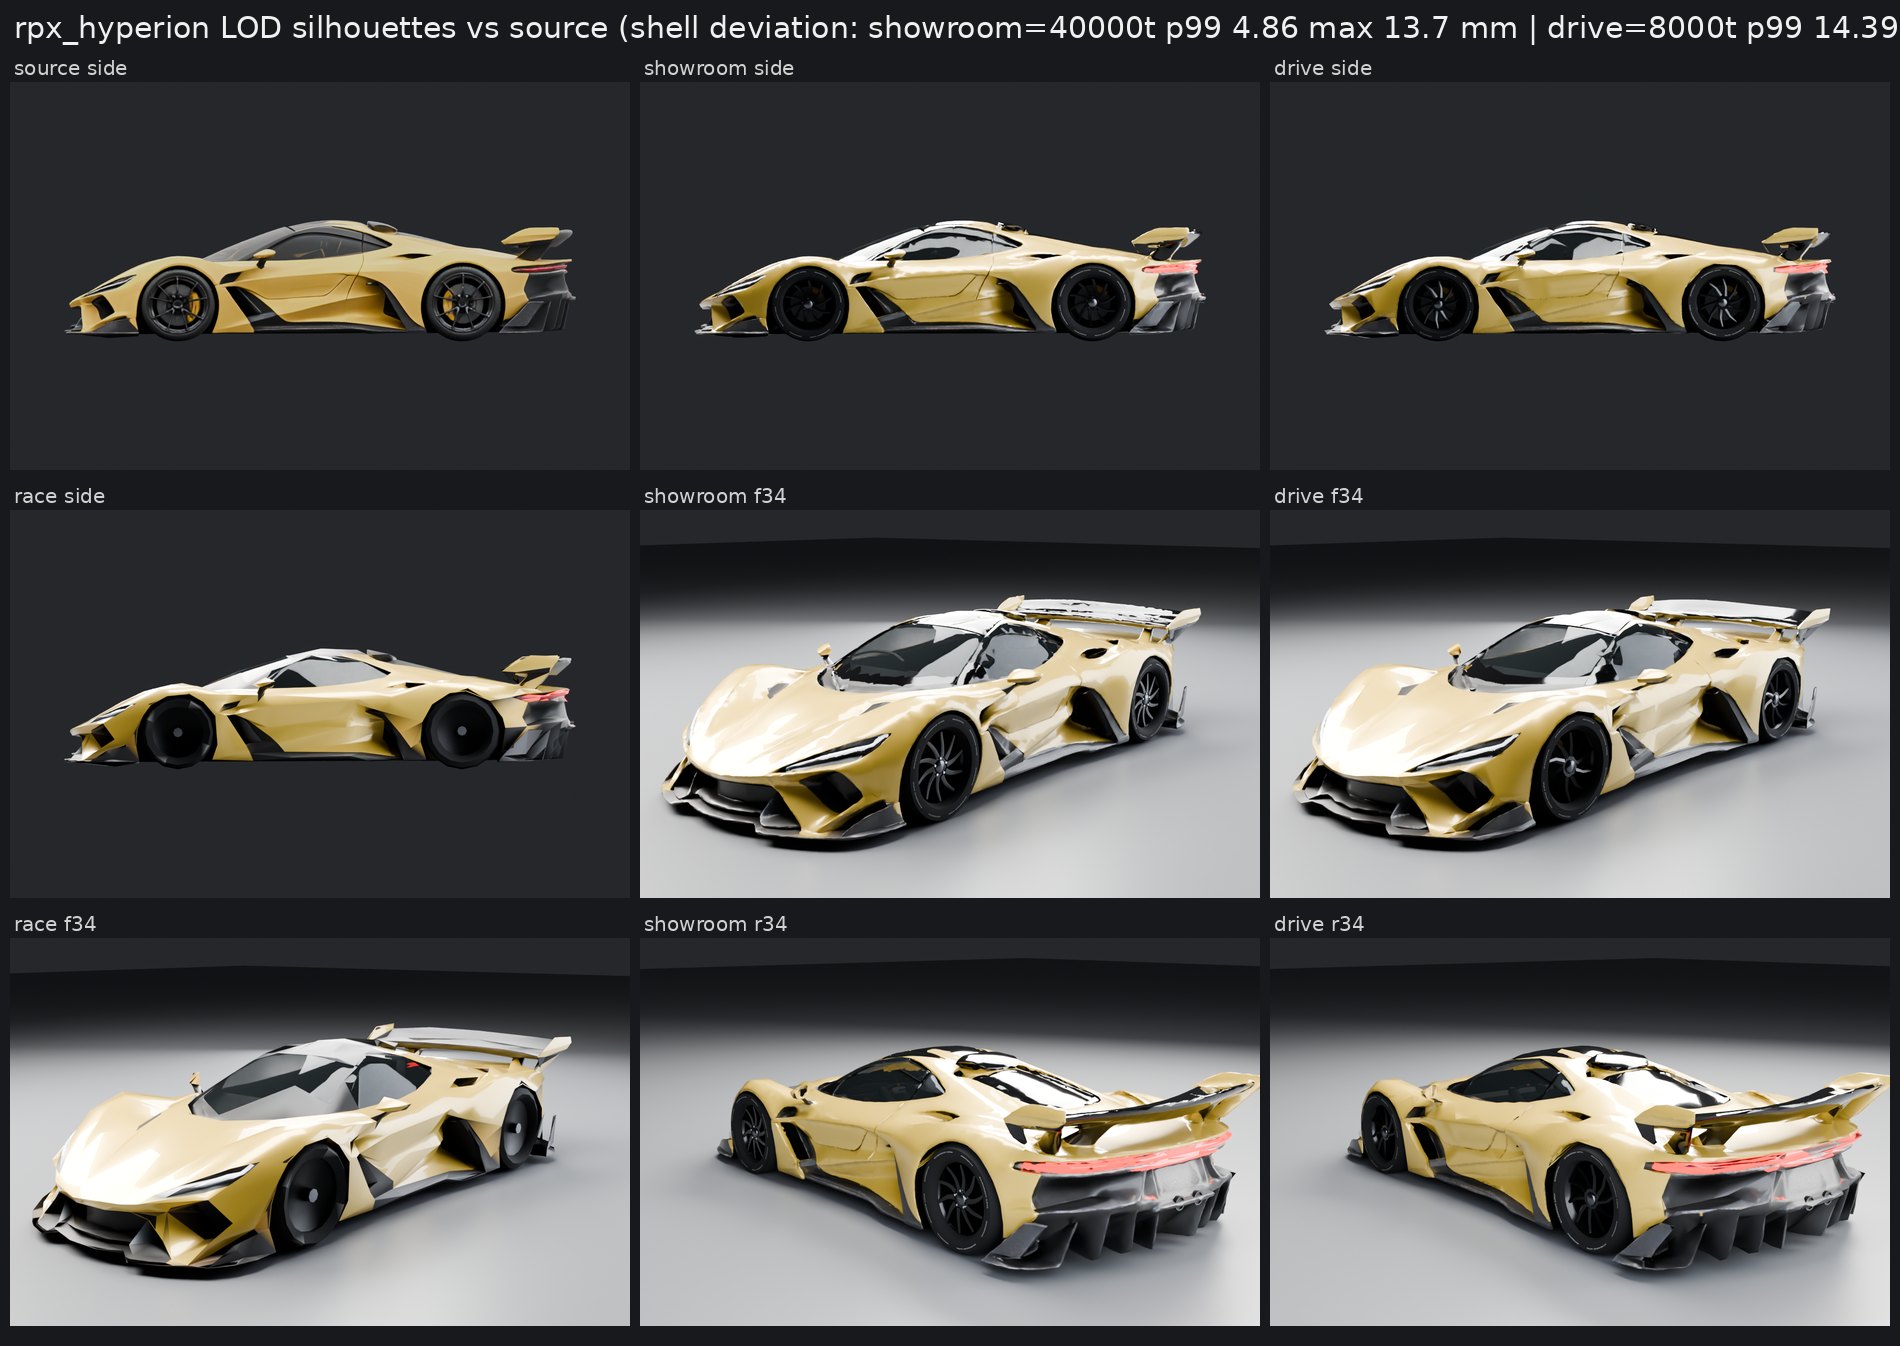 rpx_hyperion LOD silhouettes vs source (shell deviation: showroom=40000t p99 4.86 max 13.7 mm | drive=8000t p99 14.39
source side
showroom side
drive side
race side
showroom f34
drive f34
race f34
showroom r34
drive r34